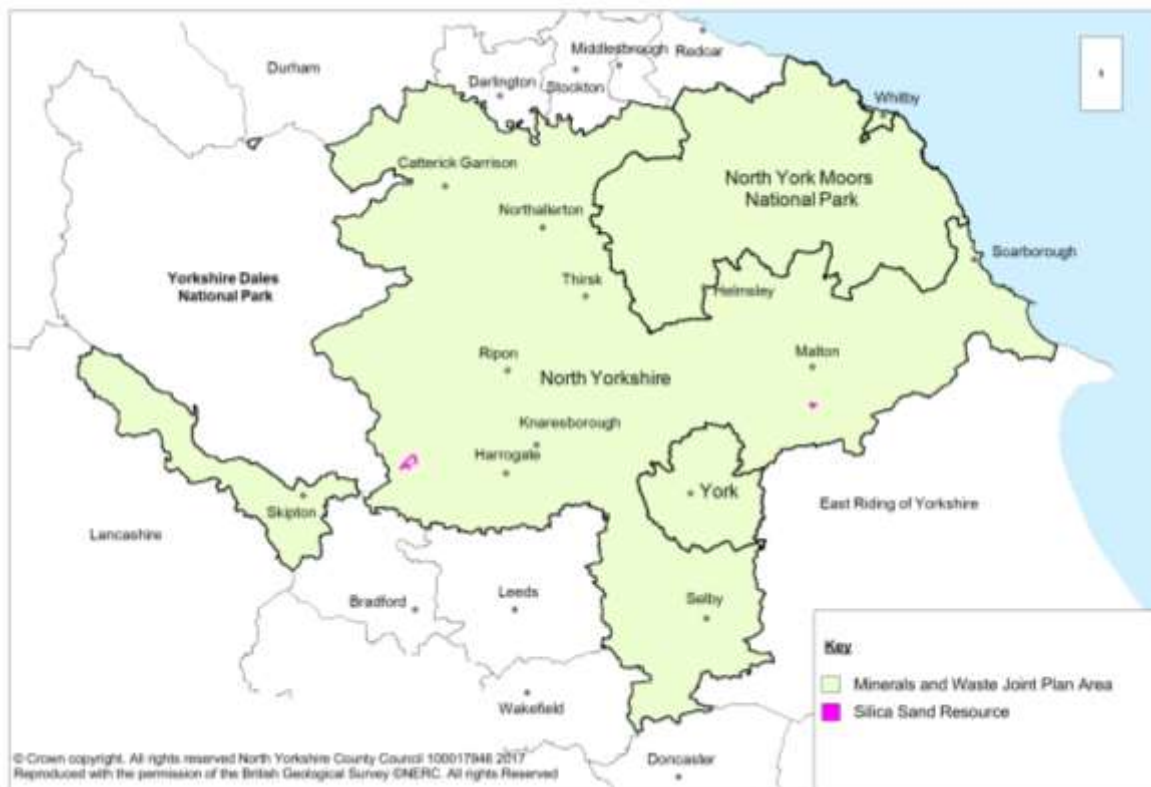 Durham
Middlesbrough
Redcar
Darlington
Stockton
Whitby
Catterick Garrison
North York Moors
National Park
Northallerton
Scarborough
Yorkshire Dales
National Park
Thirsk
Helmsley
Ripon
North Yorkshire
Malton
Knaresborough
Harrogate
York
Skipton
East Riding of Yorkshire
Lancashire
Bradford
Leeds
Selby
Key
Minerals and Waste Joint Plan Area
Silica Sand Resource
Wakefield
Doncaster
© Crown copyright. All rights reserved North Yorkshire County Council 100017946 2017
Reproduced with the permission of the British Geological Survey ©NERC. All rights Reserved